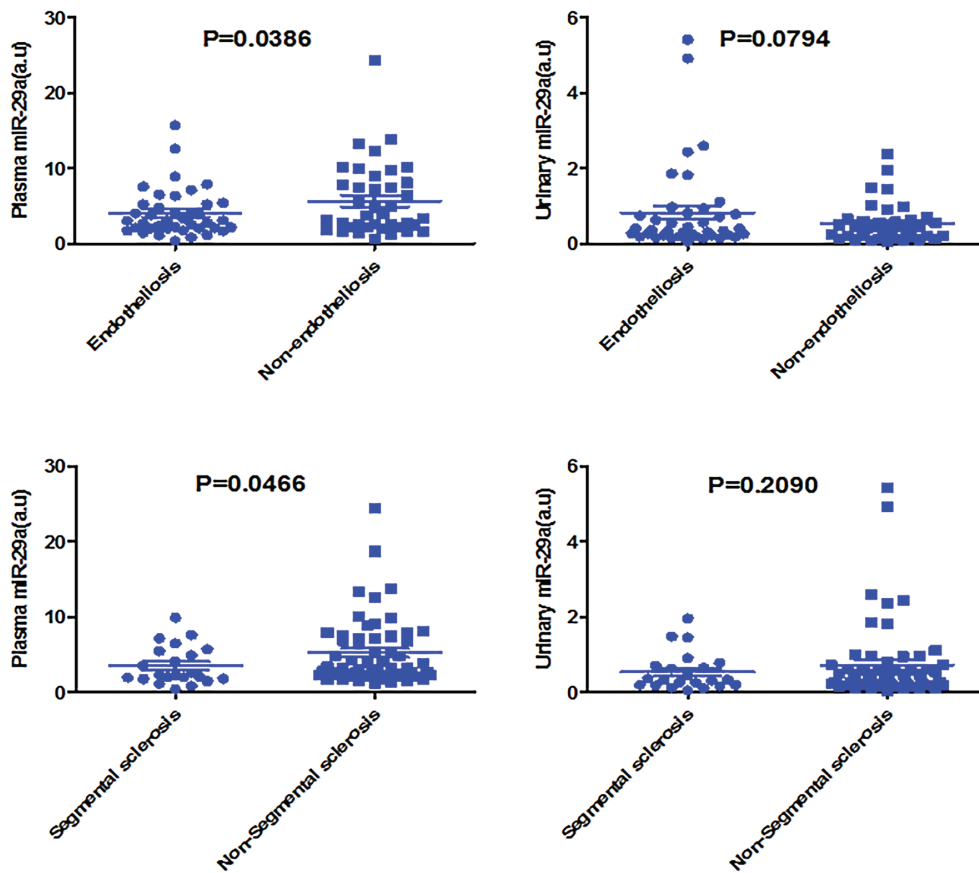 P=0.0386
Plasma miR-29a(a.u)
30
20
10
0
Endotheliosis
Non-endotheliosis
P=0.0794
Urinary miR-29a(a.u)
6
4
2
0
Endotheliosis
Non-endotheliosis
P=0.0466
Plasma miR-29a(a.u)
30
20
10
0
Segmental sclerosis
Non-Segmental sclerosis
P=0.2090
Urinary miR-29a(a.u)
6
4
2
0
Segmental sclerosis
Non-Segmental sclerosis